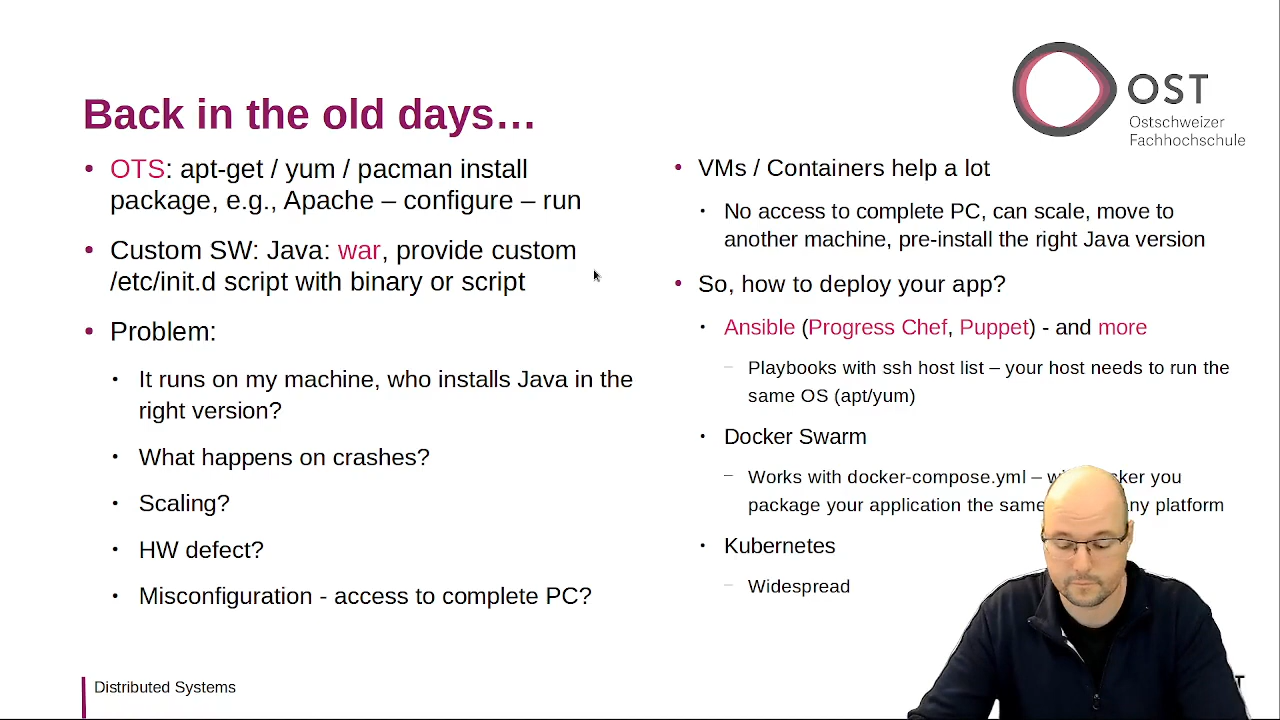 OST
Ostschweizer
Fachhochschule
Back in the old days…
• OTS: apt-get / yum / pacman install
package, e.g., Apache – configure – run
• Custom SW: Java: war, provide custom
/etc/init.d script with binary or script
• Problem:
• It runs on my machine, who installs Java in the
right version?
• What happens on crashes?
• Scaling?
• HW defect?
• Misconfiguration - access to complete PC?
• VMs / Containers help a lot
• No access to complete PC, can scale, move to
another machine, pre-install the right Java version
• So, how to deploy your app?
• Ansible (Progress Chef, Puppet) - and more
– Playbooks with ssh host list – your host needs to run the
same OS (apt/yum)
• Docker Swarm
– Works with docker-compose.yml – you
package your application the same platform
• Kubernetes
– Widespread
Distributed Systems